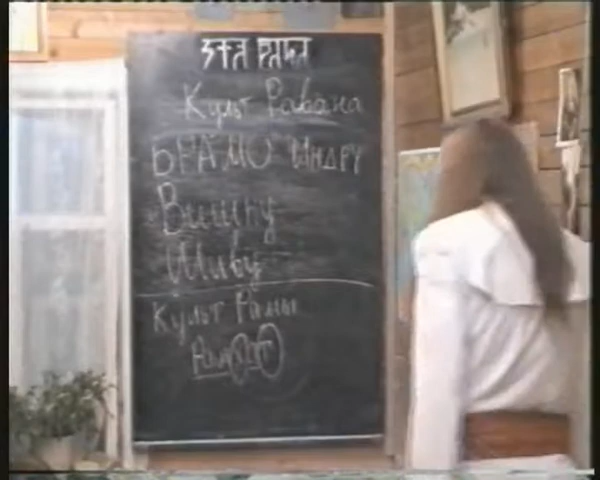 Культ Равана
БРАМО ИНДРУ
Вишну
Шиву
Культ Рамы